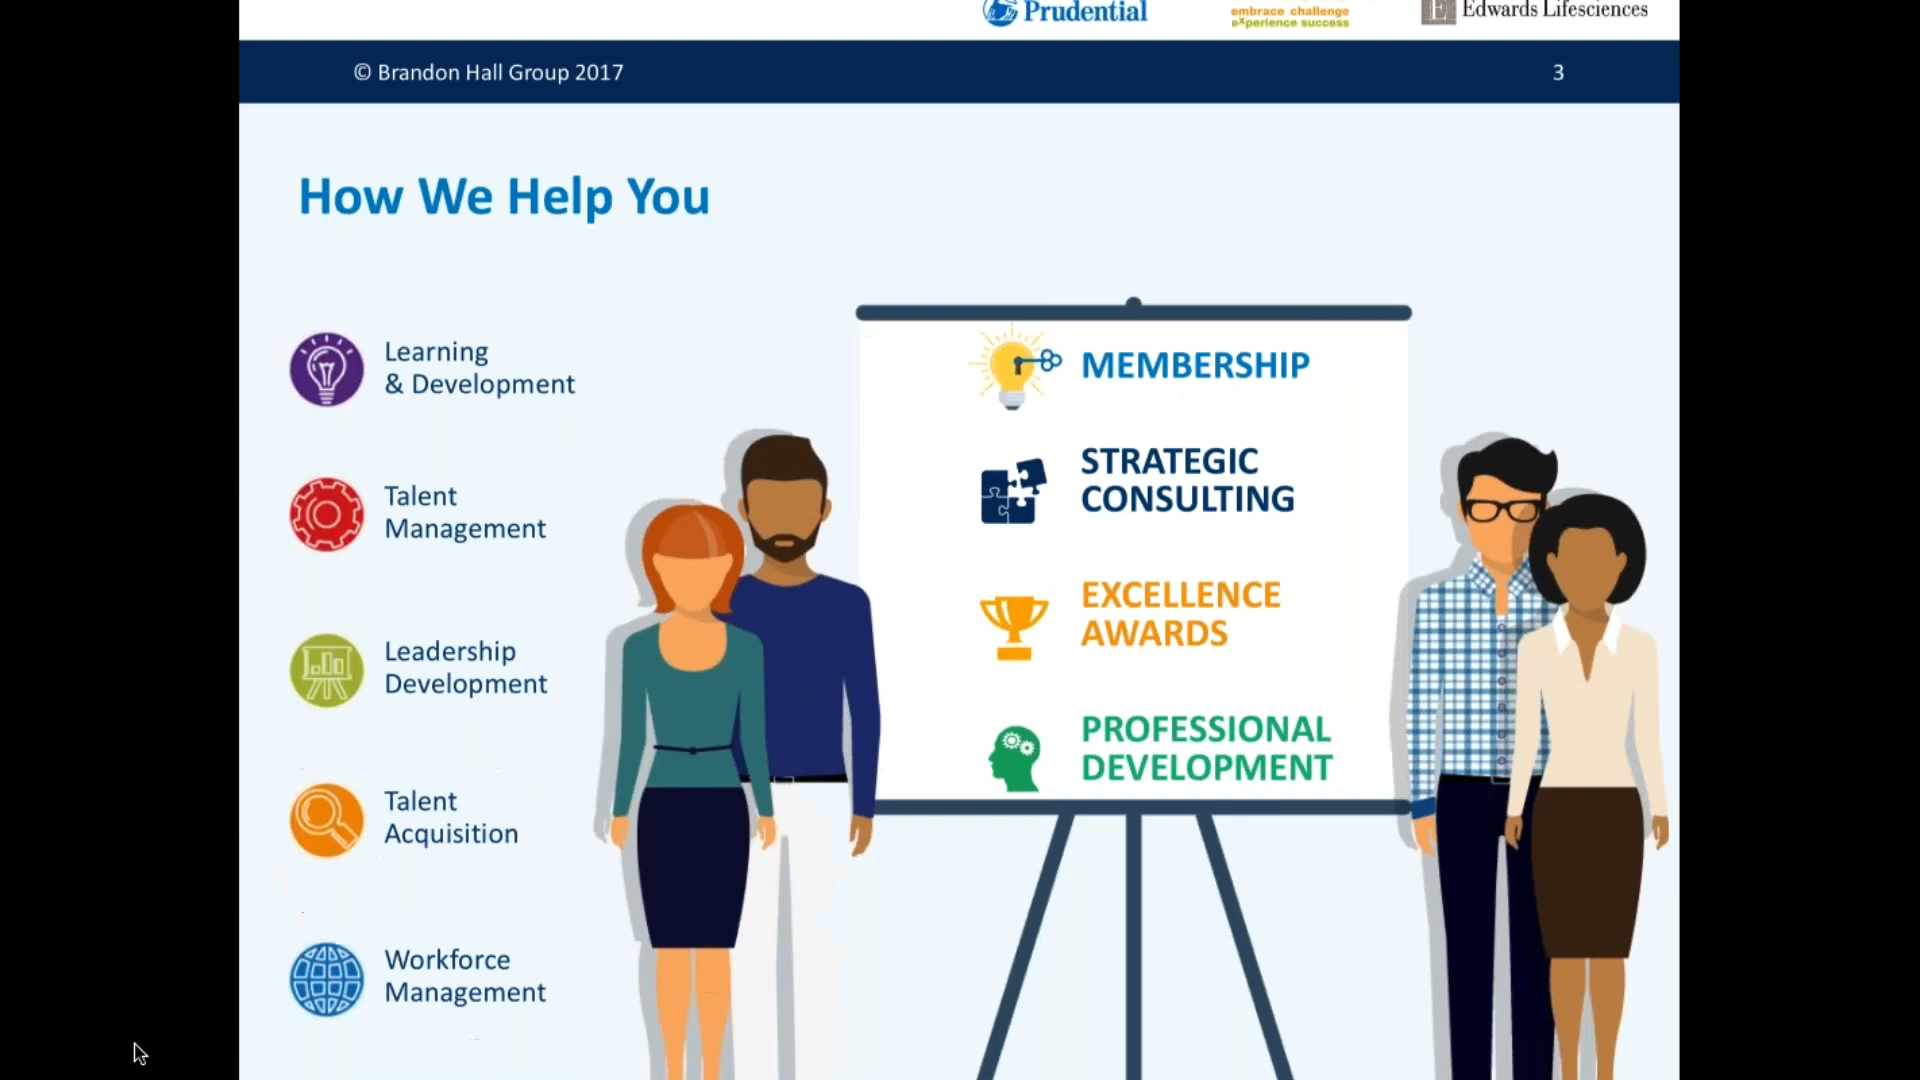 Prudential
embrace challenge
experience success
E Edwards Lifesciences
© Brandon Hall Group 2017
3
How We Help You
Learning
& Development
Talent
Management
Leadership
Development
Talent
Acquisition
Workforce
Management
MEMBERSHIP
STRATEGIC
CONSULTING
EXCELLENCE
AWARDS
PROFESSIONAL
DEVELOPMENT